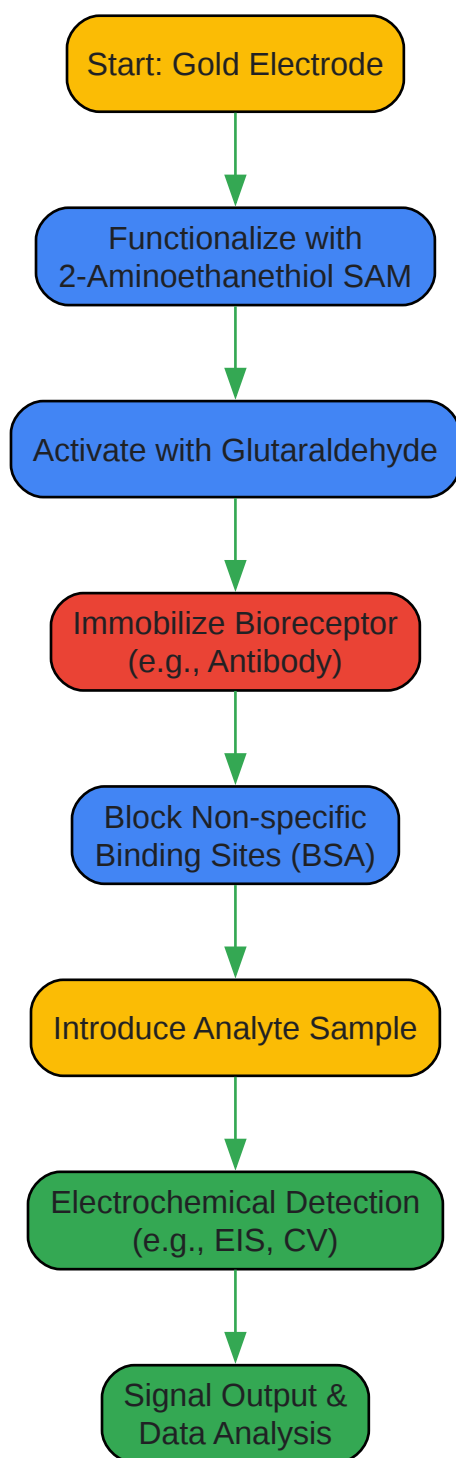 Start: Gold Electrode
Functionalize with
2-Aminoethanethiol SAM
Activate with Glutaraldehyde
Immobilize Bioreceptor
(e.g., Antibody)
Block Non-specific
Binding Sites (BSA)
Introduce Analyte Sample
Electrochemical Detection
(e.g., EIS, CV)
Signal Output &
Data Analysis